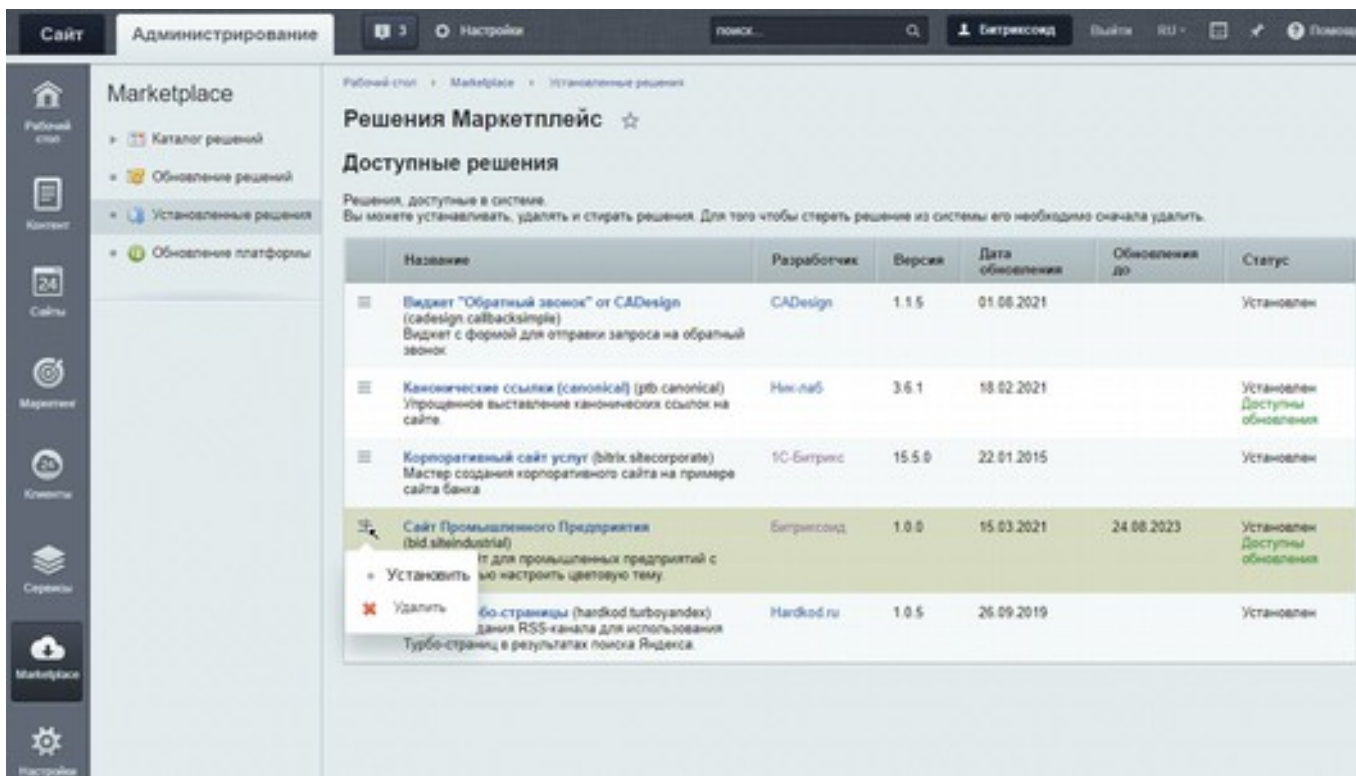 Сайт
Администрирование
3
Настройки
поиск...
Битриксоид
Выйти
RU
Помощь
Рабочий стол
Контент
24
Сайты
Маркетинг
24
Клиенты
Сервисы
Marketplace
Настройки
Marketplace
Каталог решений
Обновление решений
Установленные решения
Обновление платформы
Рабочий стол
Marketplace
Установленные решения
Решения Маркетплейс
Доступные решения
Решения, доступные в системе.
Вы можете устанавливать, удалять и стирать решения. Для того чтобы стереть решение из системы его необходимо сначала удалить.
Название Разработчик Версия Дата обновления Обновления до Статус
Виджет "Обратный звонок" от CADesign CADesign 1.1.5 01.08.2021 Установлен
(cadesign.callbacksimple)
Виджет с формой для отправки запроса на обратный
звонок.
Канонические ссылки (canonical) (ptb.canonical) Ник-лаб 3.6.1 18.02.2021 Установлен
Упрощенное выставление канонических ссылок на Доступны
сайте. обновления
Корпоративный сайт услуг (bitrix.sitecorporate) 1С-Битрикс 15.5.0 22.01.2015 Установлен
Мастер создания корпоративного сайта на примере
сайта банка
Сайт Промышленного Предприятия Битриксоид 1.0.0 15.03.2021 24.08.2023 Установлен
(bid.siteindustrial) Доступны
для промышленных предприятий с обновления
настроить цветовую тему.
Установить
Удалить
бо-страницы (hardkod.turboyandex) Hardkod.ru 1.0.5 26.09.2019 Установлен
дания RSS-канала для использования
Турбо-страниц в результатах поиска Яндекса.